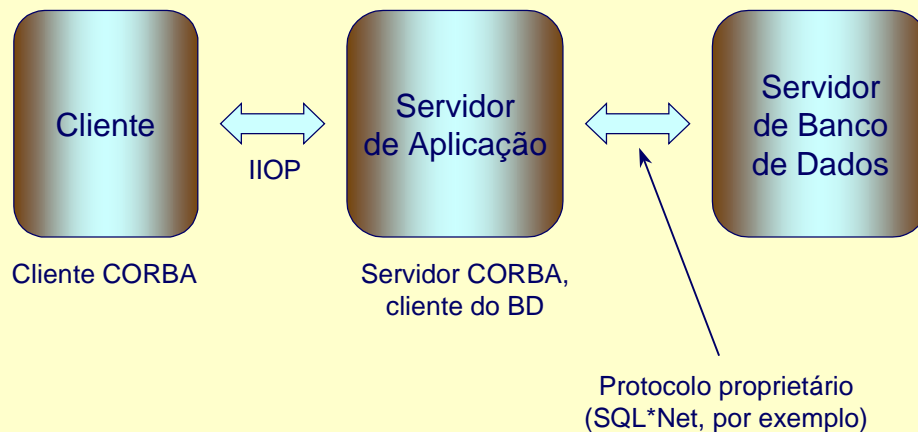 Cliente
IIOP
Servidor
de Aplicação
Servidor
de Banco
de Dados
Cliente CORBA
Servidor CORBA,
cliente do BD
Protocolo proprietário
(SQL*Net, por exemplo)